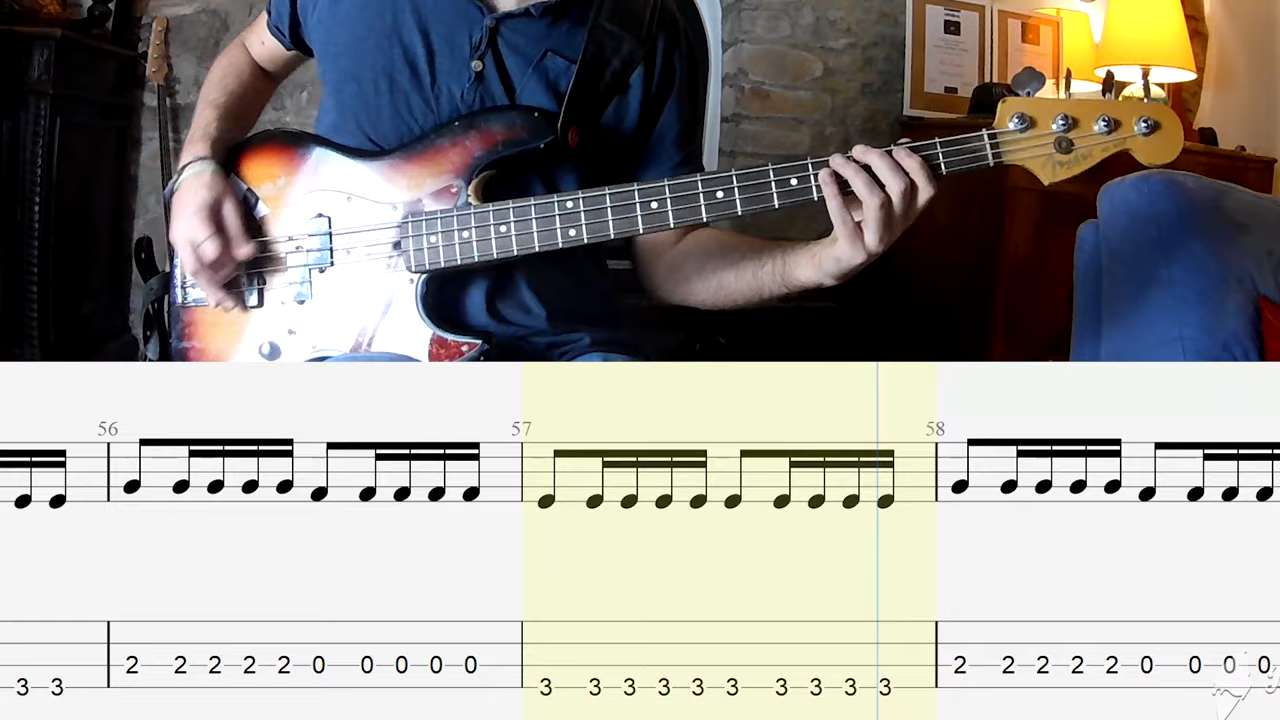 56 57 58
2 2 2 2 2 0 0 0 0 0 2 2 2 2 2 0 0 0 0
3 3 3 3 3 3 3 3 3 3 3 3